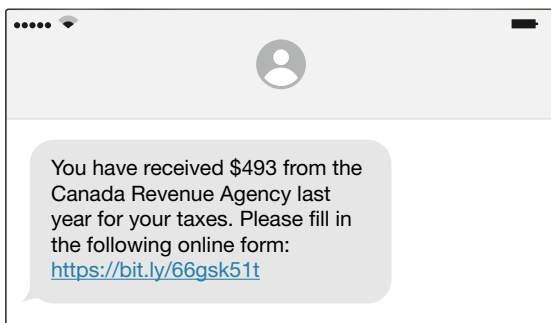 You have received $493 from the
Canada Revenue Agency last
year for your taxes. Please fill in
the following online form:
https://bit.ly/66gsk51t